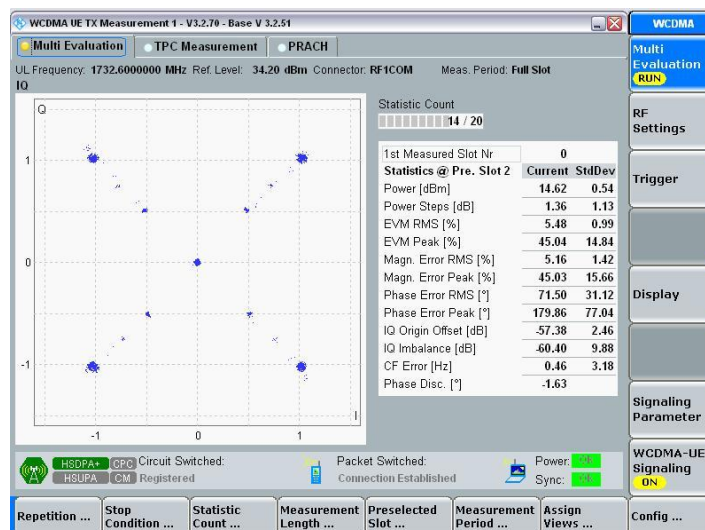 WCDMA UE TX Measurement 1 - V3.2.70 - Base V 3.2.51
WCDMA
Multi Evaluation
TPC Measurement
PRACH
Multi Evaluation
RUN
UL Frequency: 1732.6000000 MHz Ref. Level: 34.20 dBm Connector: RF1COM Meas. Period: Full Slot
IQ
Q
1
0
-1
-1 0 1
I
Statistic Count
14 / 20
1st Measured Slot Nr 0
Statistics @ Pre. Slot 2 Current StdDev
Power [dBm] 14.62 0.54
Power Steps [dB] 1.36 1.13
EVM RMS [%] 5.48 0.99
EVM Peak [%] 45.04 14.84
Magn. Error RMS [%] 5.16 1.42
Magn. Error Peak [%] 45.03 15.66
Phase Error RMS [°] 71.50 31.12
Phase Error Peak [°] 179.86 77.04
IQ Origin Offset [dB] -57.38 2.46
IQ Imbalance [dB] -60.40 9.88
CF Error [Hz] 0.46 3.18
Phase Disc. [°] -1.63
RF
Settings
Trigger
Display
Signaling
Parameter
WCDMA-UE
Signaling
ON
HSDPA+ CPC Circuit Switched:
HSUPA CM Registered
Packet Switched:
Connection Established
Power:
Sync:
Repetition ...
Stop
Condition ...
Statistic
Count ...
Measurement
Length ...
Preselected
Slot ...
Measurement
Period ...
Assign
Views ...
Config ...